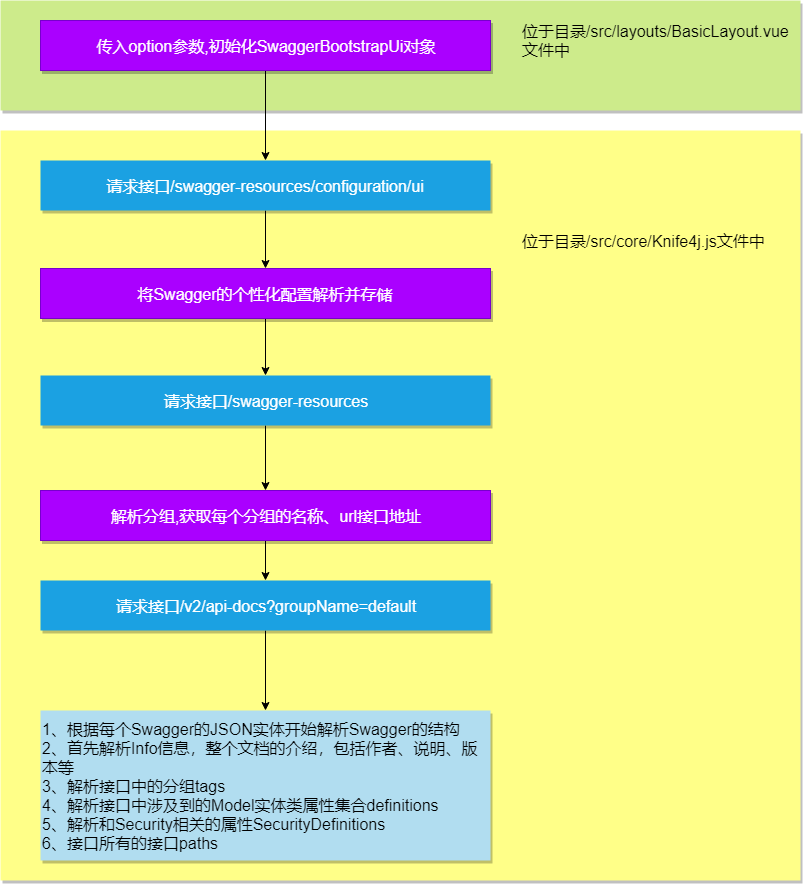 传入option参数,初始化SwaggerBootstrapUi对象
位于目录/src/layouts/BasicLayout.vue
文件中
请求接口/swagger-resources/configuration/ui
位于目录/src/core/Knife4j.js文件中
将Swagger的个性化配置解析并存储
请求接口/swagger-resources
解析分组,获取每个分组的名称、url接口地址
请求接口/v2/api-docs?groupName=default
1、根据每个Swagger的JSON实体开始解析Swagger的结构
2、首先解析Info信息，整个文档的介绍，包括作者、说明、版
本等
3、解析接口中的分组tags
4、解析接口中涉及到的Model实体类属性集合definitions
5、解析和Security相关的属性SecurityDefinitions
6、接口所有的接口paths